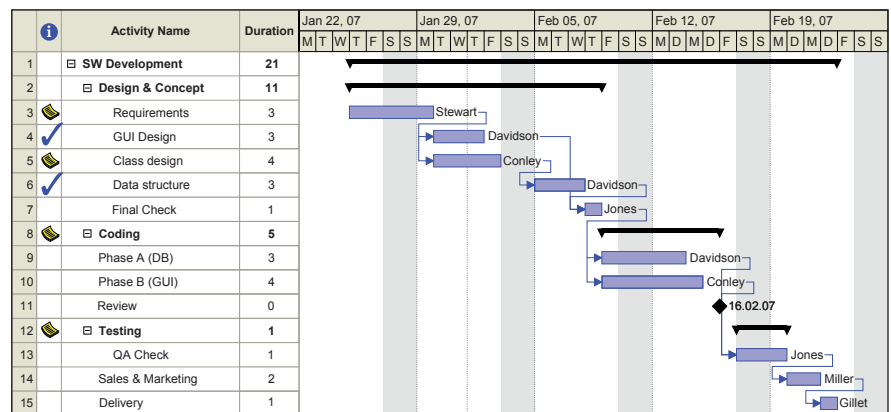 Jan 22, 07 Jan 29, 07 Feb 05, 07 Feb 12, 07 Feb 19, 07
i Activity Name Duration M T W T F S S M T W T F S S M T W T F S S M D M D F S S M D M D F S S
1 SW Development 21
2 Design & Concept 11
3 Requirements 3 Stewart
4 GUI Design 3 Davidson
5 Class design 4 Conley
6 Data structure 3 Davidson
7 Final Check 1 Jones
8 Coding 5
9 Phase A (DB) 3 Davidson
10 Phase B (GUI) 4 Conley
11 Review 0 16.02.07
12 Testing 1
13 QA Check 1 Jones
14 Sales & Marketing 2 Miller
15 Delivery 1 Gillet